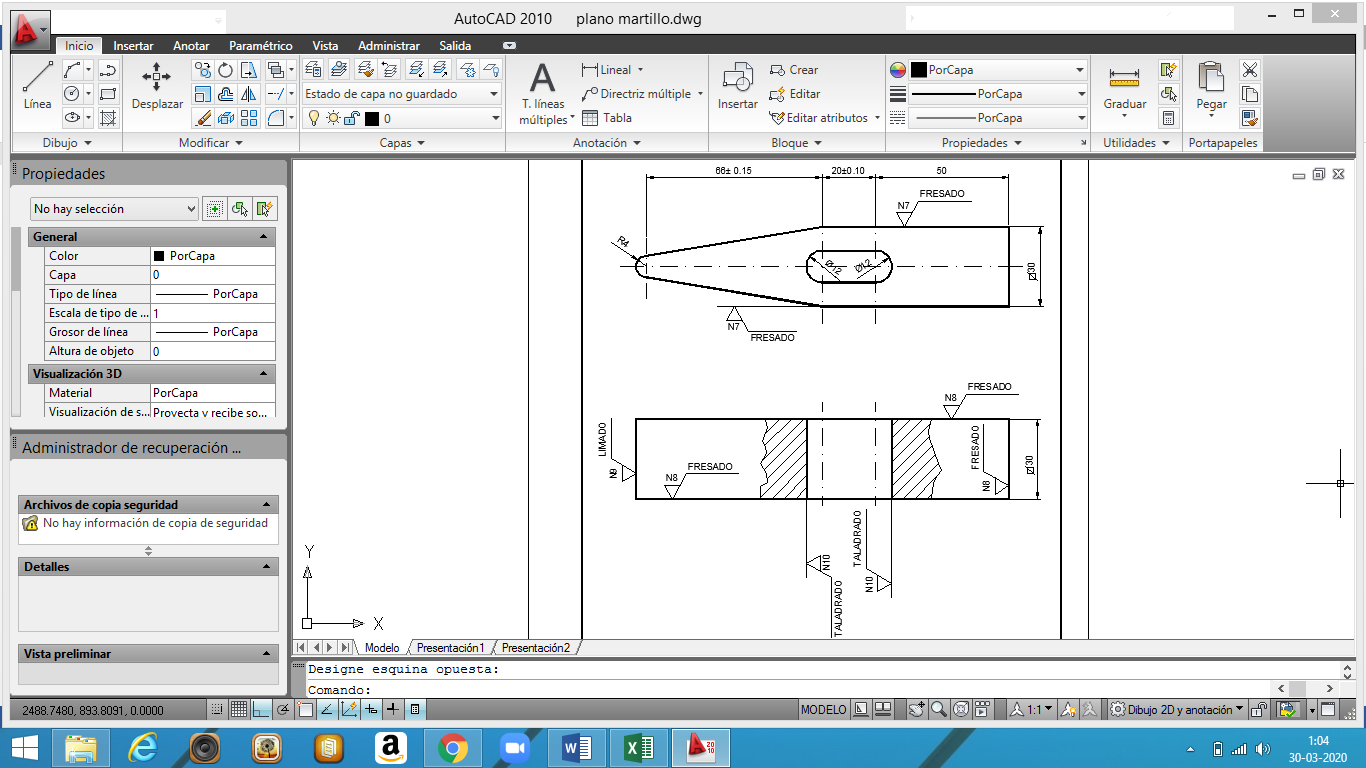 AutoCAD 2010 plano martillo.dwg
Inicio Insertar Anotar Paramétrico Vista Administrar Salida
Línea
Desplazar
Estado de capa no guardado
0
A
T. líneas
múltiples
Lineal
Directriz múltiple
Tabla
Insertar
Crear
Editar
Editar atributos
PorCapa
PorCapa
PorCapa
Graduar
Pegar
Dibujo Modificar Capas Anotación Bloque Propiedades Utilidades Portapapeles
Propiedades
No hay selección
General
Color PorCapa
Capa 0
Tipo de línea PorCapa
Escala de tipo de ... 1
Grosor de línea PorCapa
Altura de objeto 0
Visualización 3D
Material PorCapa
Visualización de s... Proyecta y recibe so...
Administrador de recuperación ...
Archivos de copia seguridad
No hay información de copia de seguridad
Detalles
Vista preliminar
66± 0.15 20±0.10 50
FRESADO
N7
R4
Ø12 Ø12
30
N7
FRESADO
FRESADO
N8
LIMADO
N9
FRESADO
N8
FRESADO
N8
30
TALADRADO
N10
N10
TALADRADO
Y
X
Modelo Presentación1 Presentación2
Designe esquina opuesta:
Comando:
2488.7480, 893.8091, 0.0000
MODELO
1:1
Dibujo 2D y anotación
a
W
X
20
10
1:04
30-03-2020